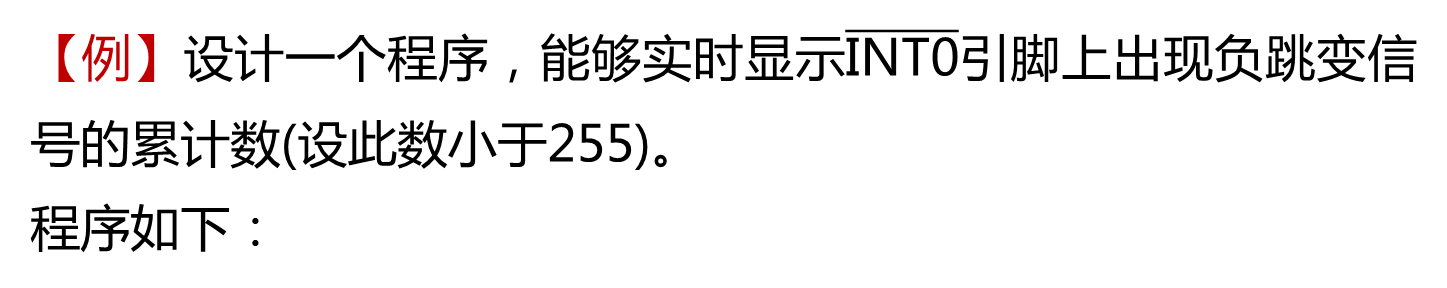 【例】设计一个程序，能够实时显示I̅N̅T̅0̅引脚上出现负跳变信
号的累计数(设此数小于255)。
程序如下：